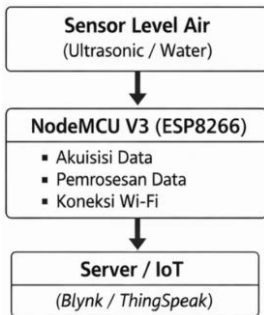 Sensor Level Air
(Ultrasonic / Water)
NodeMCU V3 (ESP8266)
▪ Akuisisi Data
▪ Pemrosesan Data
▪ Koneksi Wi-Fi
Server / IoT
(Blynk / ThingSpeak)